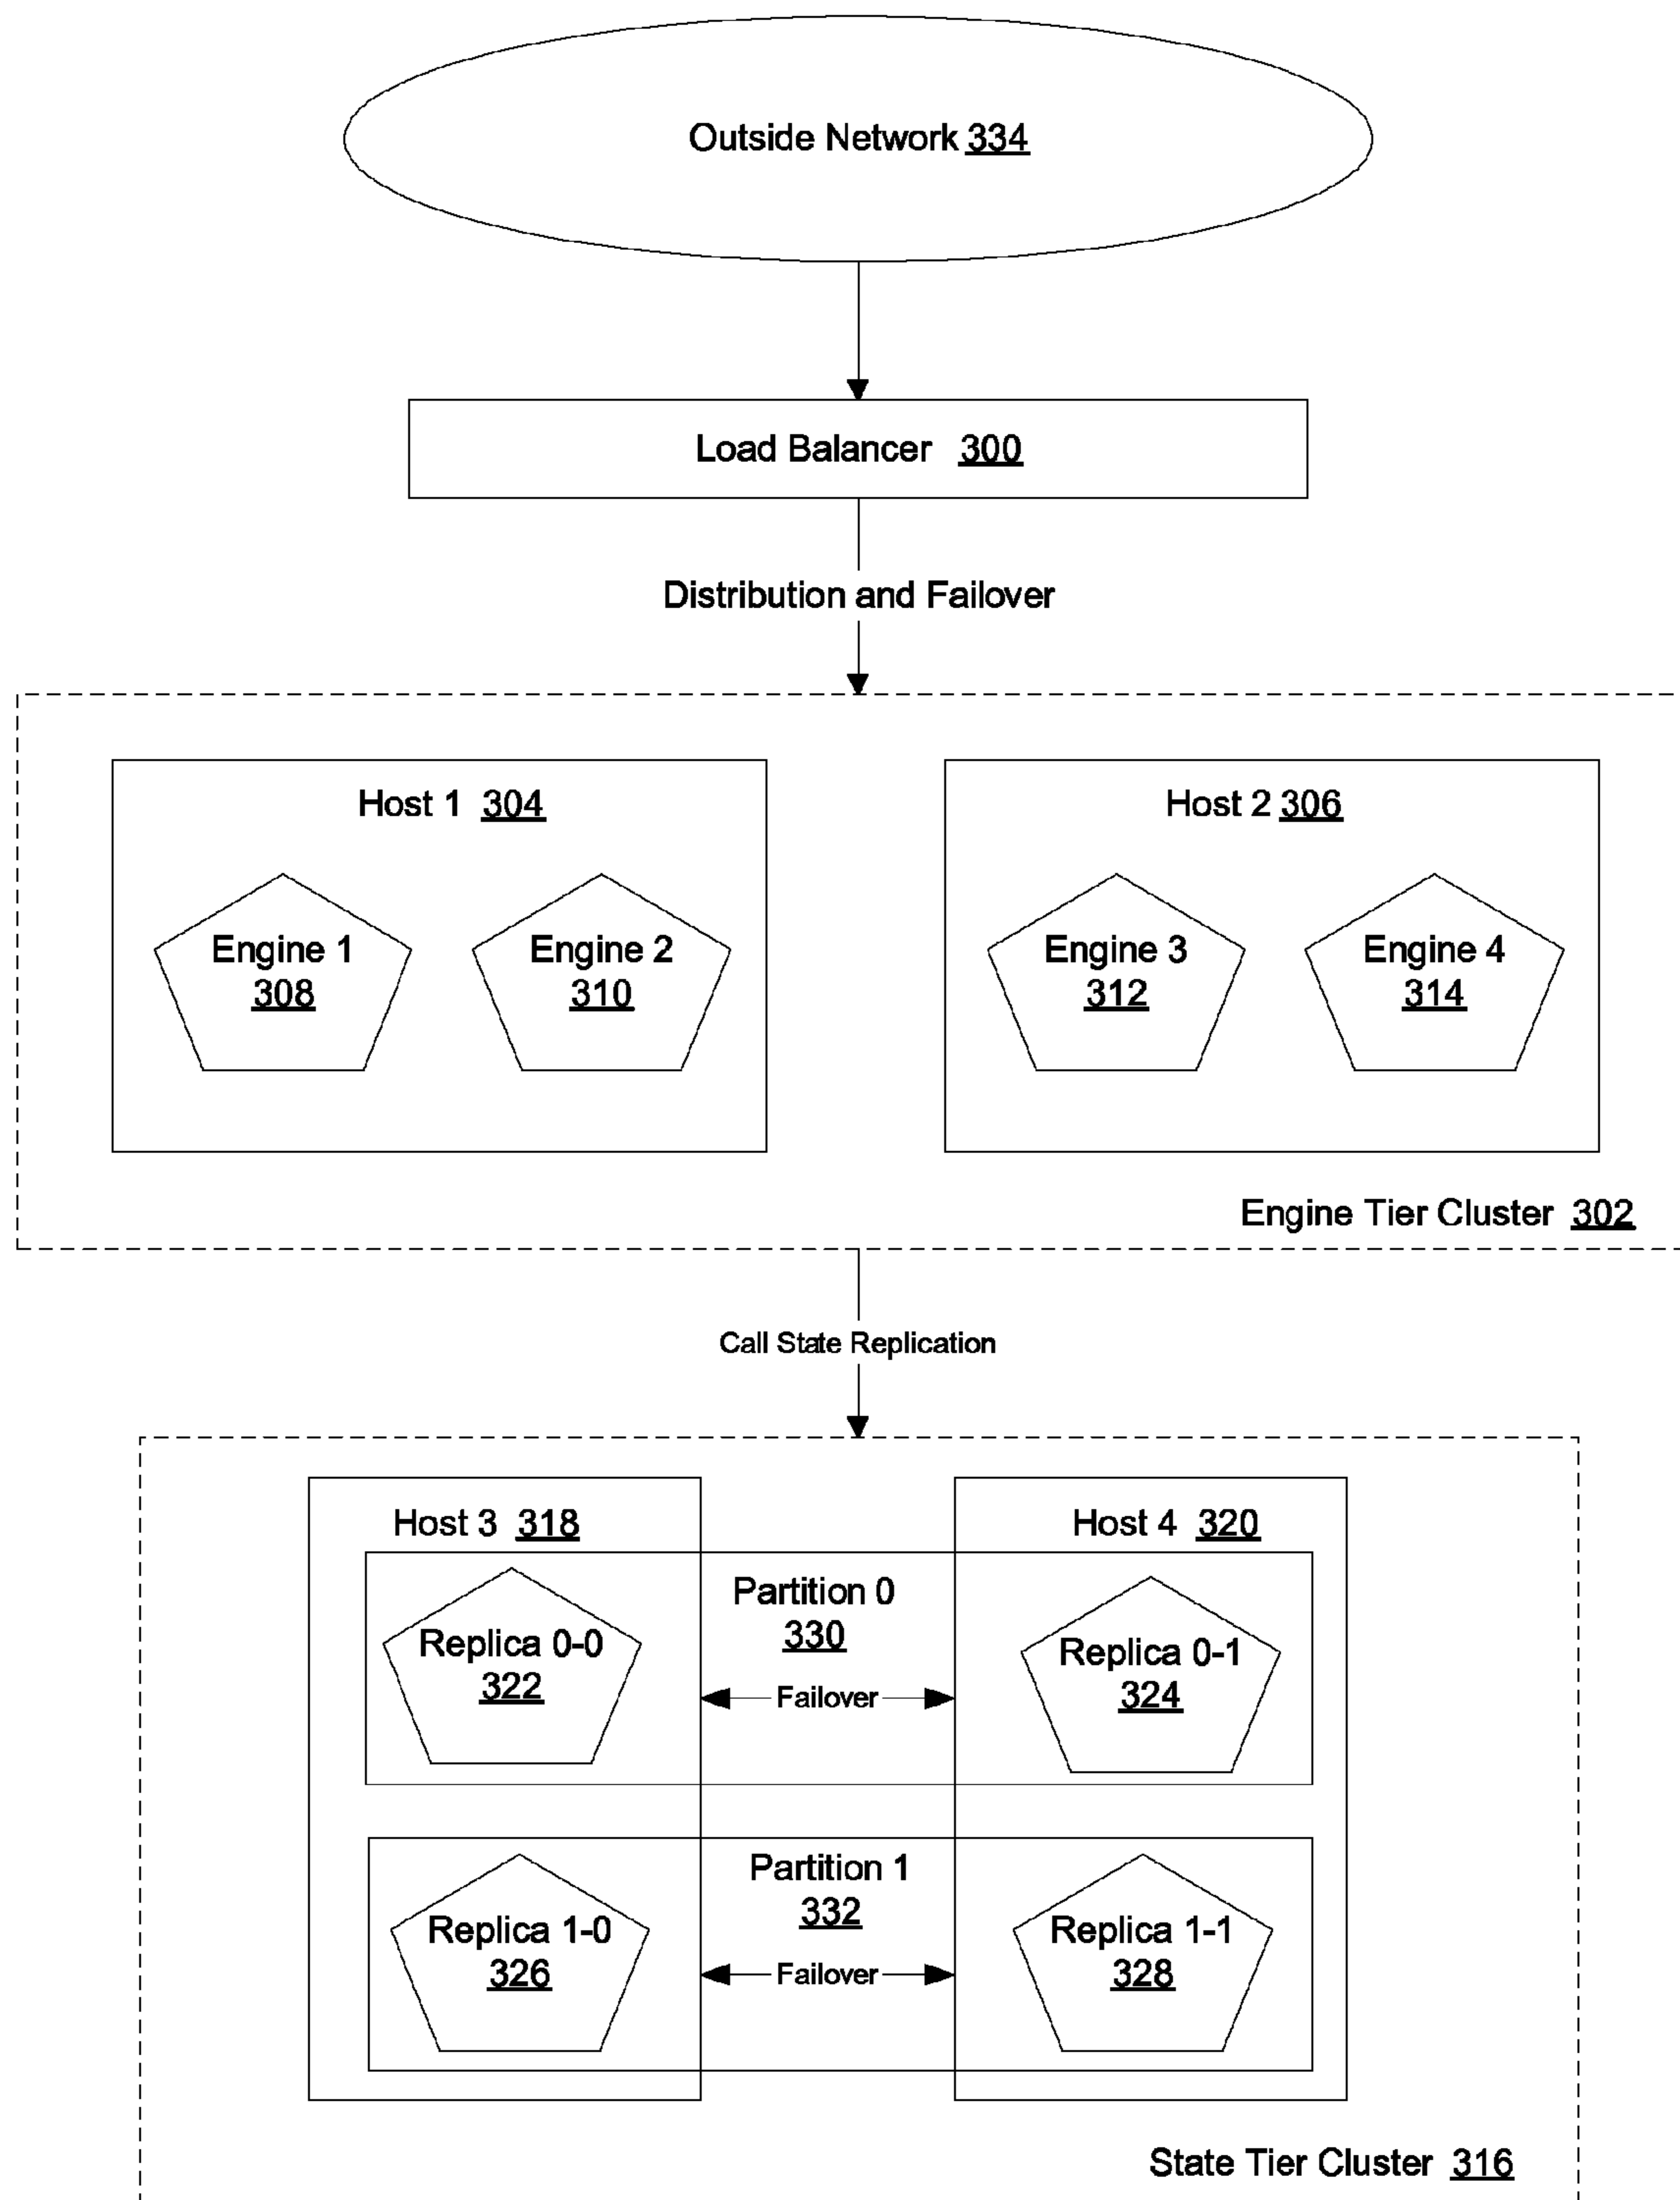 Outside Network 334
Load Balancer 300
Distribution and Failover
Host 1 304
Host 2 306
Engine 1
308
Engine 2
310
Engine 3
312
Engine 4
314
Engine Tier Cluster 302
Call State Replication
Host 3 318
Host 4 320
Partition 0
330
Replica 0-0
322
Failover
Replica 0-1
324
Partition 1
332
Replica 1-0
326
Failover
Replica 1-1
328
State Tier Cluster 316